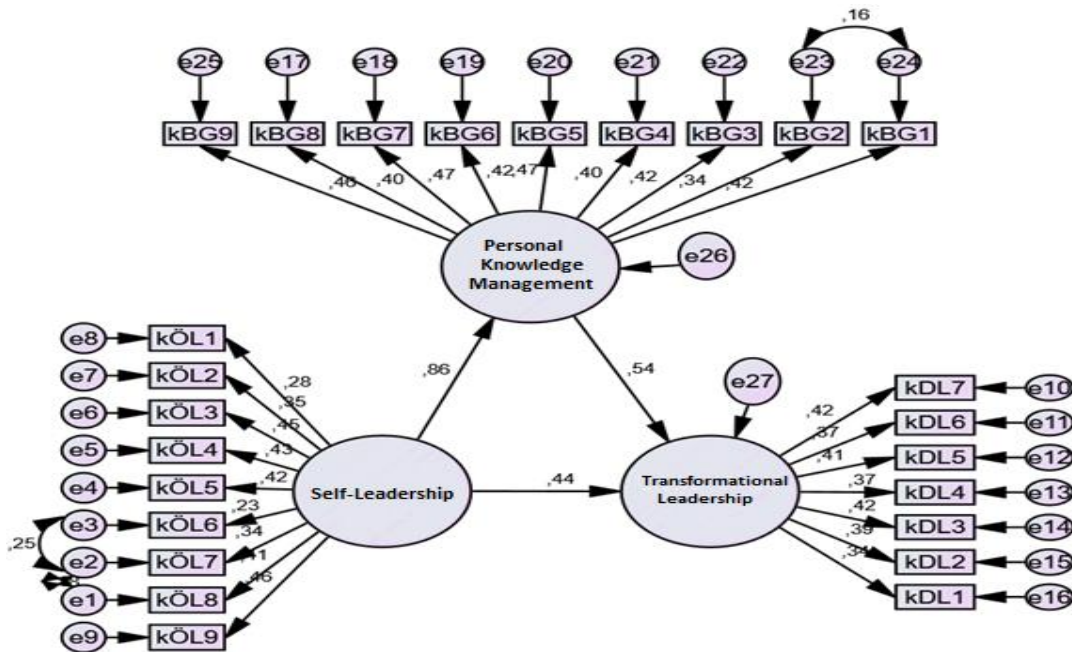 ,16
e25 e17 e18 e19 e20 e21 e22 e23 e24
kBG9 kBG8 kBG7 kBG6 kBG5 kBG4 kBG3 kBG2 kBG1
,46 ,40 ,47 ,42 ,47 ,40 ,42 ,34 ,42
Personal
Knowledge
Management
e26
,86
,54
e27
e8 kÖL1
e7 kÖL2
e6 kÖL3
e5 kÖL4
e4 kÖL5
e3 kÖL6
e2 kÖL7
e1 kÖL8
e9 kÖL9
,28
,35
,45
,43
,42
,23
,34
,41
,46
,25
Self-Leadership
,44
Transformational
Leadership
,42
,37
,41
,37
,42
,39
,34
kDL7 e10
kDL6 e11
kDL5 e12
kDL4 e13
kDL3 e14
kDL2 e15
kDL1 e16